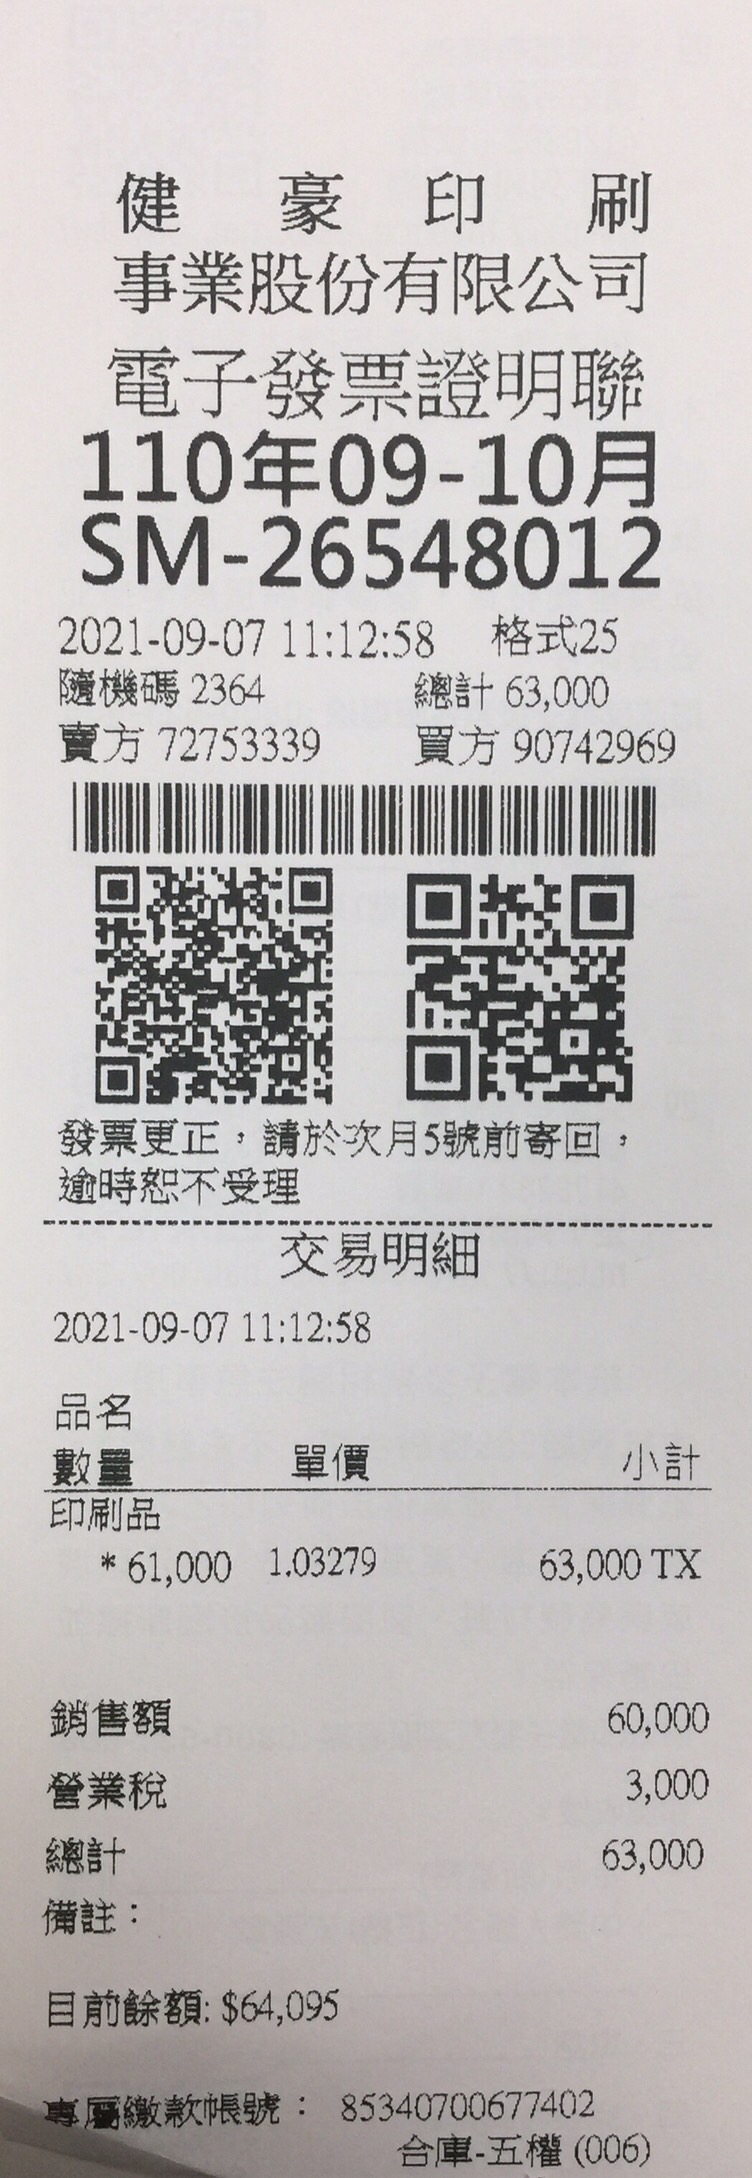 健豪印刷
事業股份有限公司
電子發票證明聯
110年09-10月
SM-26548012
2021-09-07 11:12:58 格式25
隨機碼 2364 總計 63,000
賣方 72753339 買方 90742969
發票更正，請於次月5號前寄回，
逾時恕不受理
交易明細
2021-09-07 11:12:58
品名
數量 單價 小計
印刷品
* 61,000 1.03279 63,000 TX
銷售額 60,000
營業稅 3,000
總計 63,000
備註：
目前餘額: $64,095
專屬繳款帳號： 85340700677402
合庫-五權 (006)